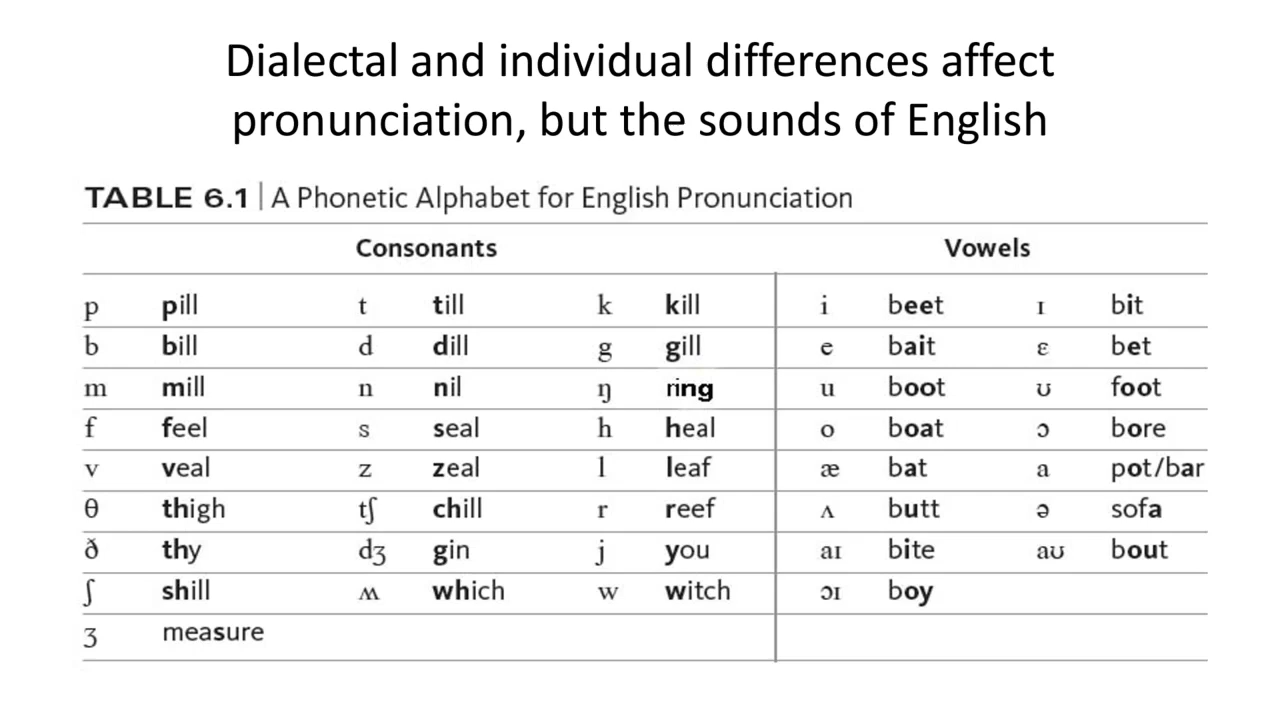 Dialectal and individual differences affect
pronunciation, but the sounds of English
TABLE 6.1 | A Phonetic Alphabet for English Pronunciation
Consonants Vowels
p pill t till k kill i beet ɪ bit
b bill d dill g gill e bait ɛ bet
m mill n nil ŋ ring u boot ʊ foot
f feel s seal h heal o boat ɔ bore
v veal z zeal l leaf æ bat a pot/bar
θ thigh tʃ chill r reef ʌ butt ə sofa
ð thy dʒ gin j you aɪ bite aʊ bout
ʃ shill ʍ which w witch ɔɪ boy
ʒ measure